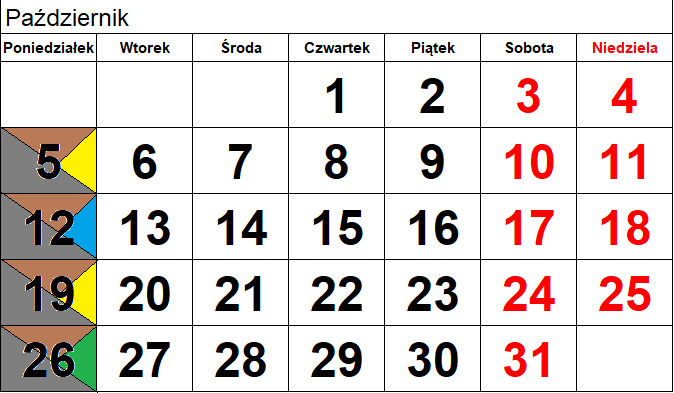 Październik
Poniedziałek Wtorek Środa Czwartek Piątek Sobota Niedziela
1 2 3 4
5 6 7 8 9 10 11
12 13 14 15 16 17 18
19 20 21 22 23 24 25
26 27 28 29 30 31